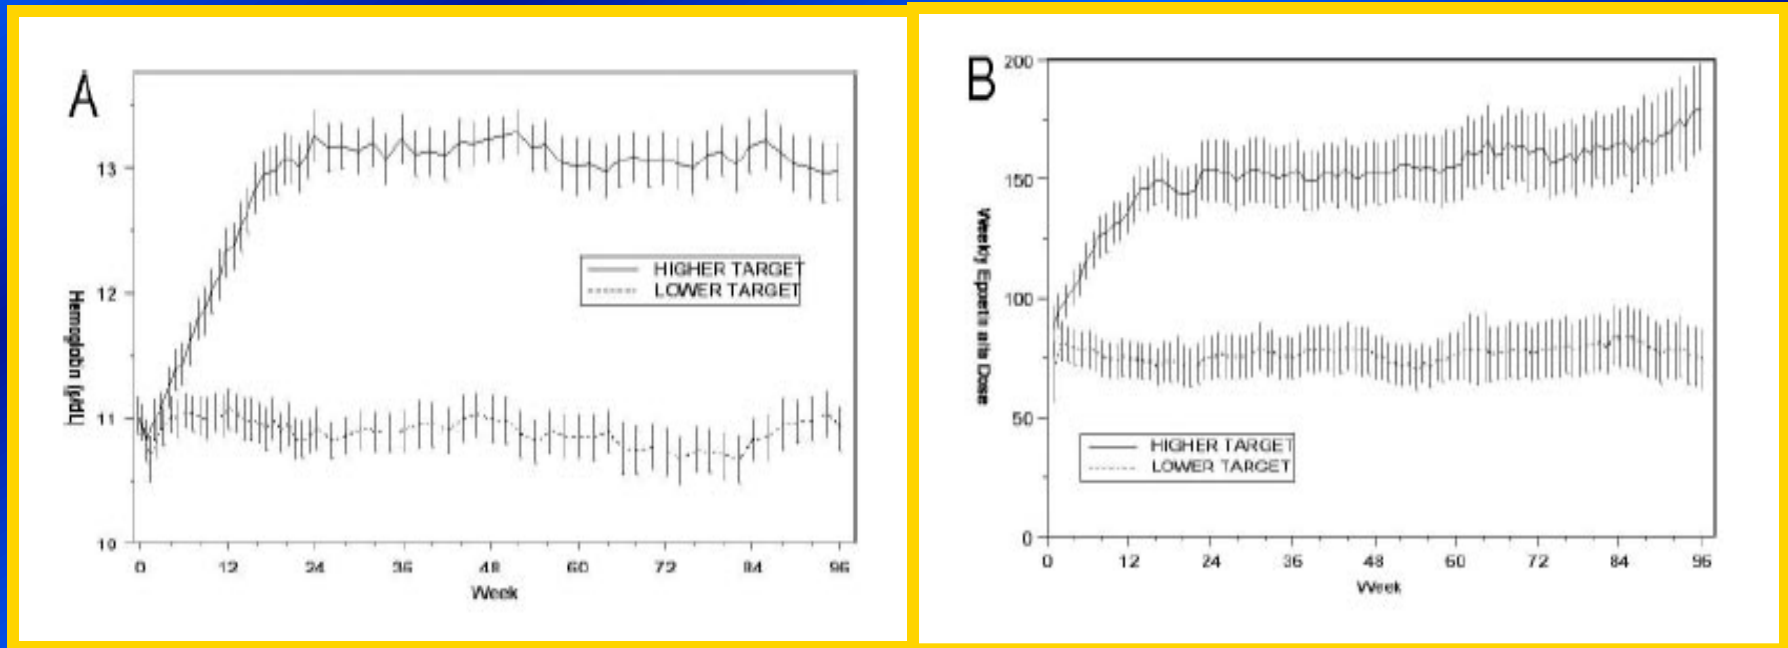 A
13
12
11
10
Hemoglobin (g/dL)
HIGHER TARGET
LOWER TARGET
0 12 24 36 48 60 72 84 96
Week
B
200
150
100
50
0
Weekly Epoetin alfa Dose
HIGHER TARGET
LOWER TARGET
0 12 24 36 48 60 72 84 96
Week